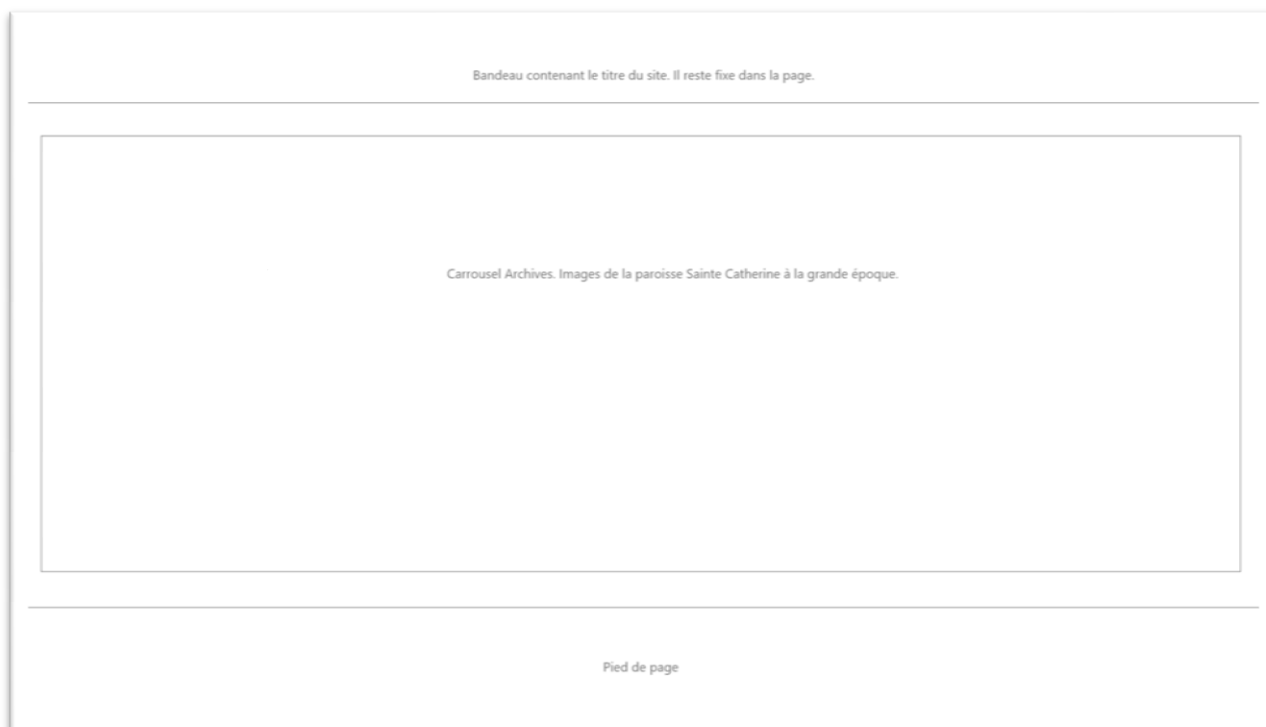 Bandeau contenant le titre du site. Il reste fixe dans la page.
Carrousel Archives. Images de la paroisse Sainte Catherine à la grande époque.
Pied de page